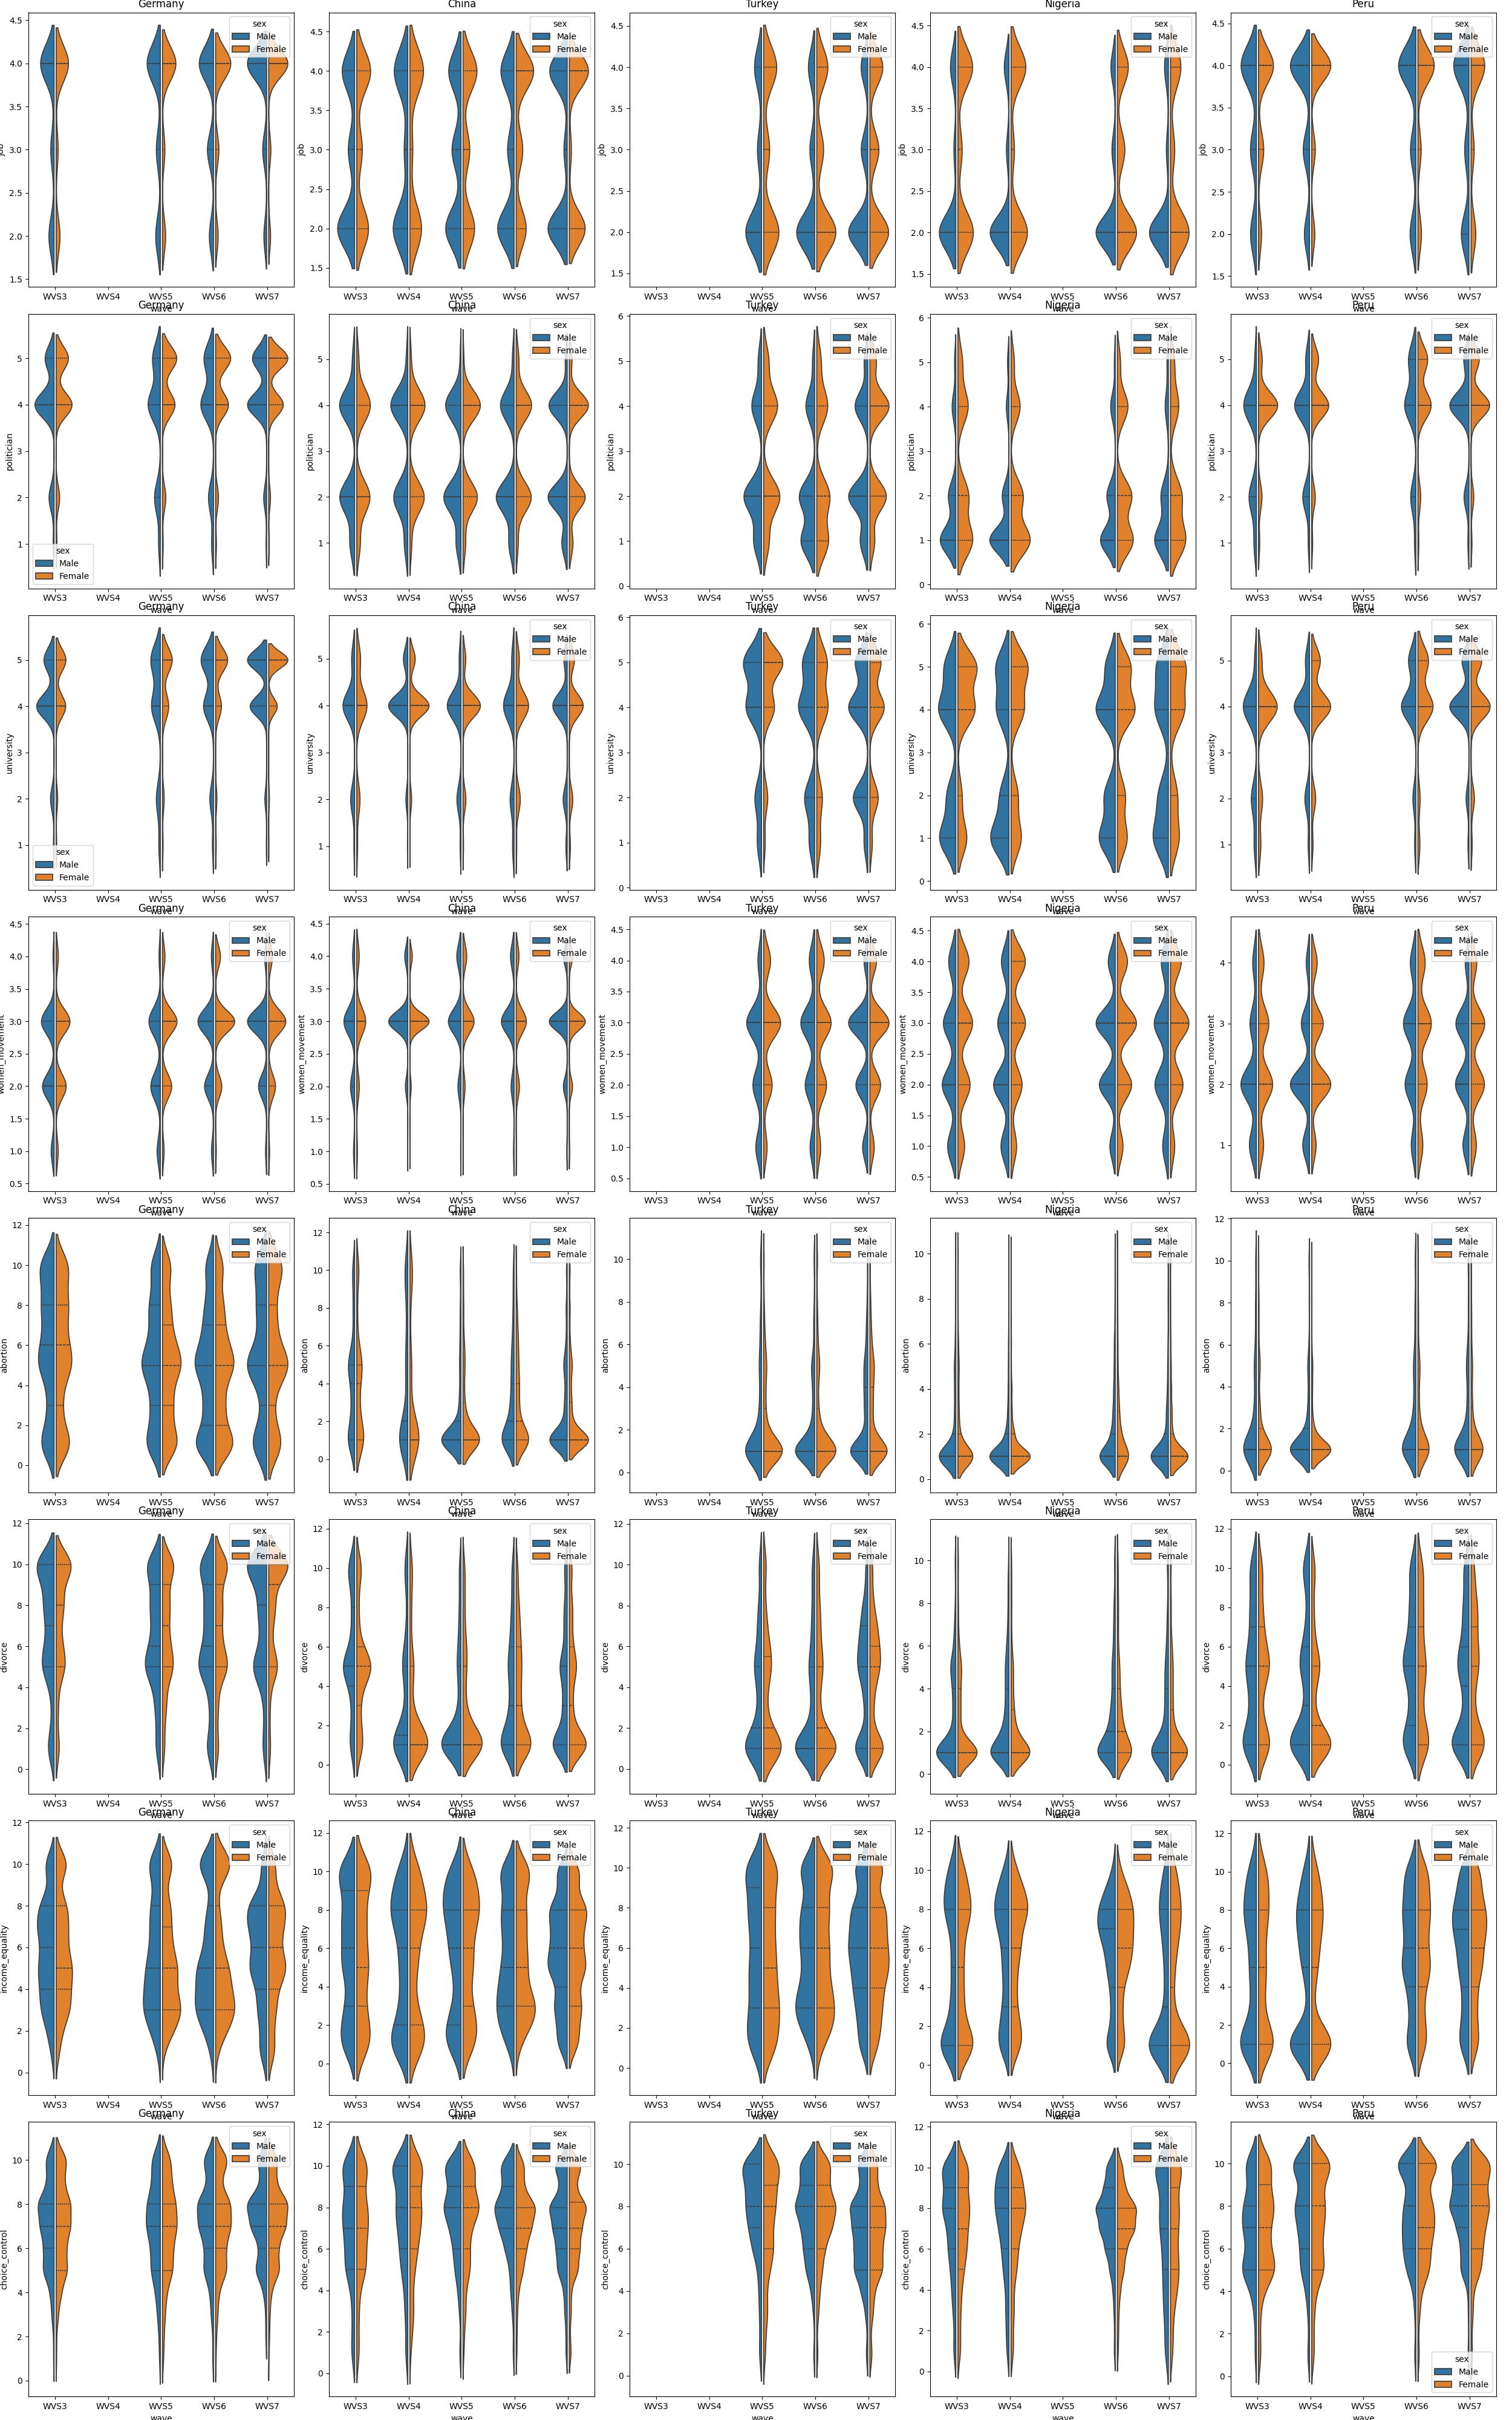 Germany China Turkey Nigeria Peru
sex sex sex sex sex
Male Male Male Male Male
Female Female Female Female Female
4.5 4.5 4.5 4.5 4.5
4.0 4.0 4.0 4.0 4.0
3.5 3.5 3.5 3.5 3.5
3.0 3.0 3.0 3.0 3.0
job job job job job
2.5 2.5 2.5 2.5 2.5
2.0 2.0 2.0 2.0 2.0
1.5 1.5 1.5 1.5 1.5
WVS3 WVS4 WVS5 WVS6 WVS7 WVS3 WVS4 WVS5 WVS6 WVS7 WVS3 WVS4 WVS5 WVS6 WVS7 WVS3 WVS4 WVS5 WVS6 WVS7 WVS3 WVS4 WVS5 WVS6 WVS7
wave wave wave wave wave
Germany China Turkey Nigeria Peru
sex sex sex sex
Male Male Male Male
Female Female Female Female
6 6
5 5 5 5 5
4 4 4 4 4
3 3 3 3 3
politician politician politician politician politician
2 2 2 2 2
1 1 1 1 1
0 0
sex
Male
Female
WVS3 WVS4 WVS5 WVS6 WVS7 WVS3 WVS4 WVS5 WVS6 WVS7 WVS3 WVS4 WVS5 WVS6 WVS7 WVS3 WVS4 WVS5 WVS6 WVS7 WVS3 WVS4 WVS5 WVS6 WVS7
wave wave wave wave wave
Germany China Turkey Nigeria Peru
sex sex sex sex
Male Male Male Male
Female Female Female Female
6 6
5 5 5 5 5
4 4 4 4 4
3 3 3 3 3
university university university university university
2 2 2 2 2
1 1 1 1 1
0 0
sex
Male
Female
WVS3 WVS4 WVS5 WVS6 WVS7 WVS3 WVS4 WVS5 WVS6 WVS7 WVS3 WVS4 WVS5 WVS6 WVS7 WVS3 WVS4 WVS5 WVS6 WVS7 WVS3 WVS4 WVS5 WVS6 WVS7
wave wave wave wave wave
Germany China Turkey Nigeria Peru
sex sex sex sex sex
Male Male Male Male Male
Female Female Female Female Female
4.5 4.5 4.5 4.5
4.0 4.0 4.0 4.0 4
3.5 3.5 3.5 3.5
3.0 3.0 3.0 3.0 3
2.5 2.5 2.5 2.5
women_movement women_movement women_movement women_movement women_movement
2.0 2.0 2.0 2.0 2
1.5 1.5 1.5 1.5
1.0 1.0 1.0 1.0 1
0.5 0.5 0.5 0.5
WVS3 WVS4 WVS5 WVS6 WVS7 WVS3 WVS4 WVS5 WVS6 WVS7 WVS3 WVS4 WVS5 WVS6 WVS7 WVS3 WVS4 WVS5 WVS6 WVS7 WVS3 WVS4 WVS5 WVS6 WVS7
wave wave wave wave wave
Germany China Turkey Nigeria Peru
sex sex sex sex sex
Male Male Male Male Male
Female Female Female Female Female
12 12 12
10 10 10 10 10
8 8 8 8 8
6 6 6 6 6
abortion abortion abortion abortion abortion
4 4 4 4 4
2 2 2 2 2
0 0 0 0 0
WVS3 WVS4 WVS5 WVS6 WVS7 WVS3 WVS4 WVS5 WVS6 WVS7 WVS3 WVS4 WVS5 WVS6 WVS7 WVS3 WVS4 WVS5 WVS6 WVS7 WVS3 WVS4 WVS5 WVS6 WVS7
wave wave wave wave wave
Germany China Turkey Nigeria Peru
sex sex sex sex sex
Male Male Male Male Male
Female Female Female Female Female
12 12 12 12
10 10 10 10 10
8 8 8 8 8
6 6 6 6 6
divorce divorce divorce divorce divorce
4 4 4 4 4
2 2 2 2 2
0 0 0 0 0
WVS3 WVS4 WVS5 WVS6 WVS7 WVS3 WVS4 WVS5 WVS6 WVS7 WVS3 WVS4 WVS5 WVS6 WVS7 WVS3 WVS4 WVS5 WVS6 WVS7 WVS3 WVS4 WVS5 WVS6 WVS7
wave wave wave wave wave
Germany China Turkey Nigeria Peru
sex sex sex sex sex
Male Male Male Male Male
Female Female Female Female Female
12 12 12 12 12
10 10 10 10 10
8 8 8 8 8
6 6 6 6 6
income_equality income_equality income_equality income_equality income_equality
4 4 4 4 4
2 2 2 2 2
0 0 0 0 0
WVS3 WVS4 WVS5 WVS6 WVS7 WVS3 WVS4 WVS5 WVS6 WVS7 WVS3 WVS4 WVS5 WVS6 WVS7 WVS3 WVS4 WVS5 WVS6 WVS7 WVS3 WVS4 WVS5 WVS6 WVS7
wave wave wave wave wave
Germany China Turkey Nigeria Peru
sex sex sex sex
Male Male Male Male
Female Female Female Female
12 12
10 10 10 10 10
8 8 8 8 8
6 6 6 6 6
choice_control choice_control choice_control choice_control choice_control
4 4 4 4 4
2 2 2 2 2
0 0 0 0 0
sex
Male
Female
WVS3 WVS4 WVS5 WVS6 WVS7 WVS3 WVS4 WVS5 WVS6 WVS7 WVS3 WVS4 WVS5 WVS6 WVS7 WVS3 WVS4 WVS5 WVS6 WVS7 WVS3 WVS4 WVS5 WVS6 WVS7
wave wave wave wave wave